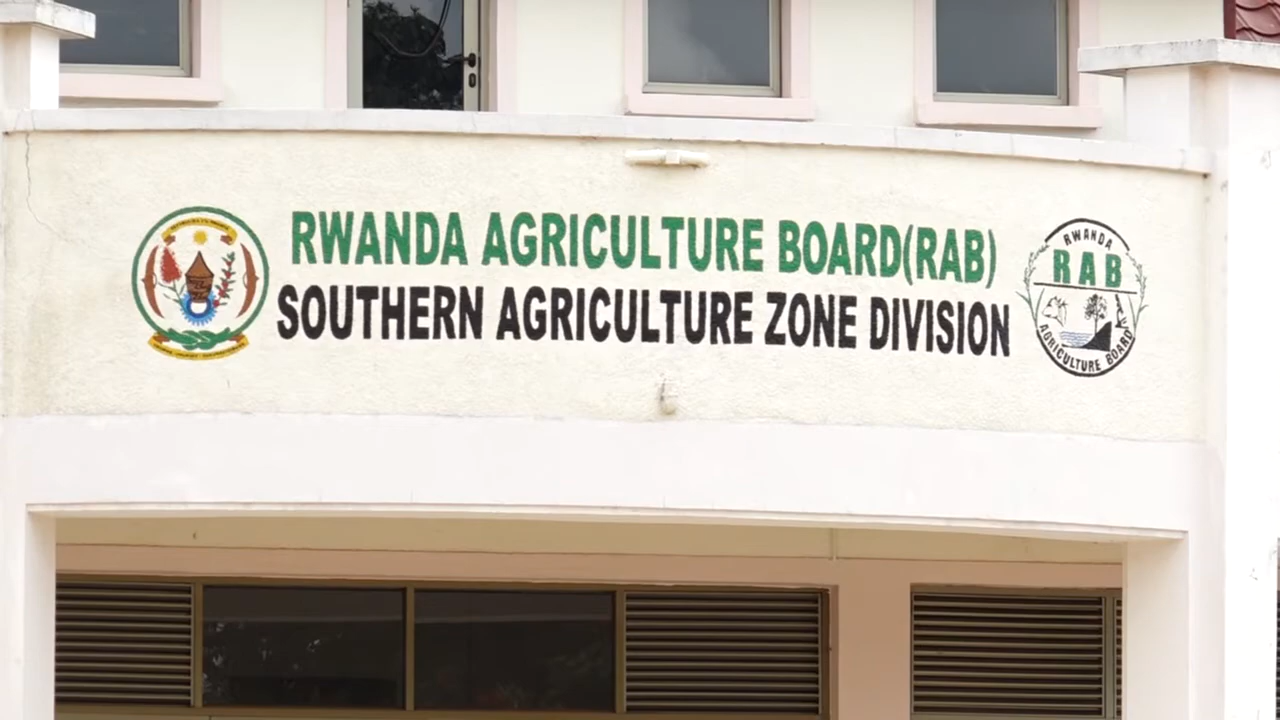 RWANDA AGRICULTURE BOARD(RAB)
SOUTHERN AGRICULTURE ZONE DIVISION
RWANDA
RAB
AGRICULTURE BOARD